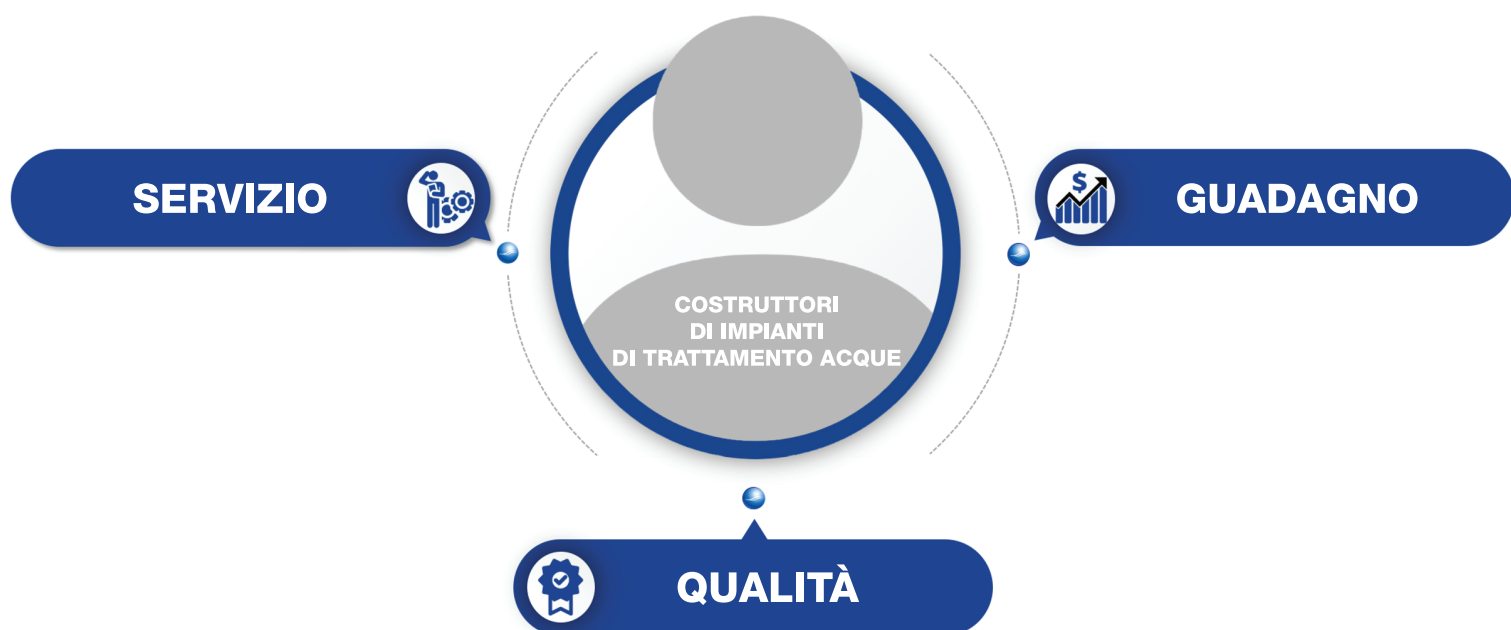 SERVIZIO
$
GUADAGNO
COSTRUTTORI
DI IMPIANTI
DI TRATTAMENTO ACQUE
QUALITÀ